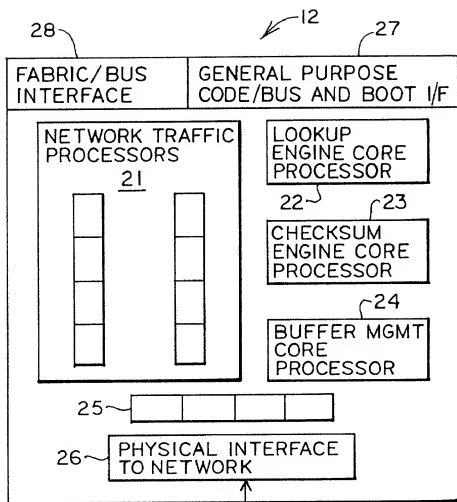 12
28
27
FABRIC/BUS
INTERFACE
GENERAL PURPOSE
CODE/BUS AND BOOT I/F
NETWORK TRAFFIC
PROCESSORS
21
LOOKUP
ENGINE CORE
PROCESSOR
22
23
CHECKSUM
ENGINE CORE
PROCESSOR
24
BUFFER MGMT
CORE
PROCESSOR
25
26
PHYSICAL INTERFACE
TO NETWORK